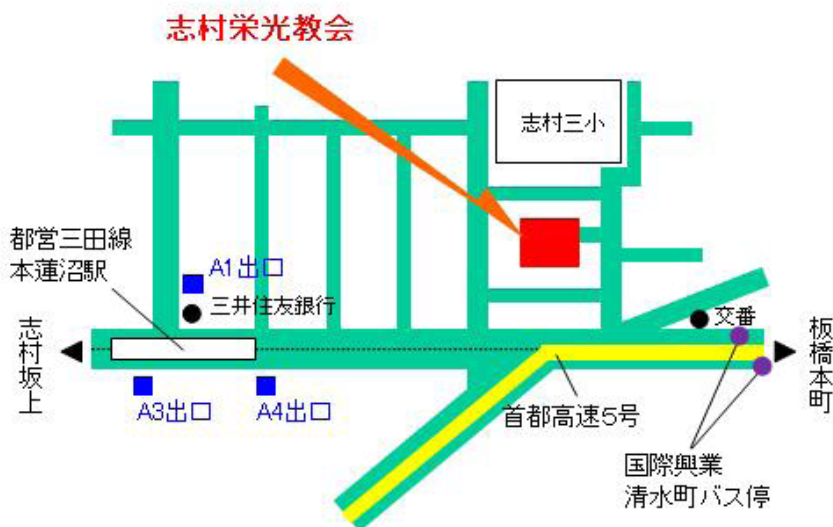 志村栄光教会
志村三小
都営三田線
本蓮沼駅
A1出口
三井住友銀行
交番
志村坂上
板橋本町
A3出口
A4出口
首都高速5号
国際興業
清水町バス停